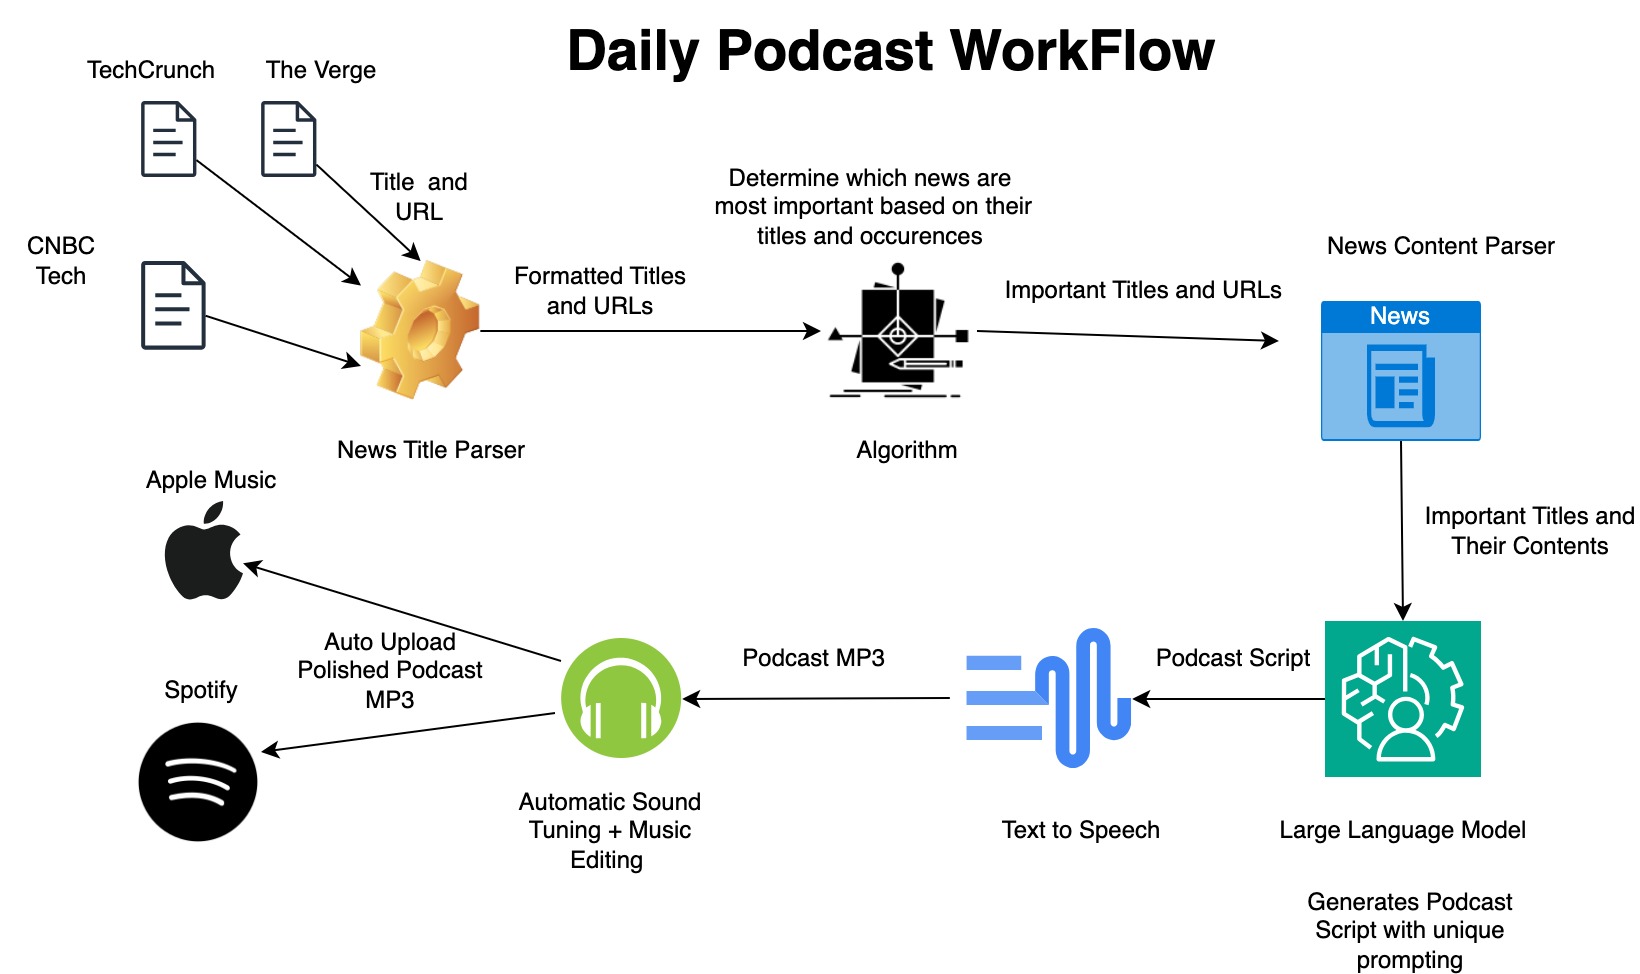 Daily Podcast WorkFlow
TechCrunch
The Verge
Title and
URL
CNBC
Tech
Formatted Titles
and URLs
Determine which news are
most important based on their
titles and occurences
Important Titles and URLs
News Content Parser
News
News Title Parser
Algorithm
Important Titles and
Their Contents
Apple Music
Auto Upload
Polished Podcast
MP3
Spotify
Podcast MP3
Podcast Script
Automatic Sound
Tuning + Music
Editing
Text to Speech
Large Language Model
Generates Podcast
Script with unique
prompting